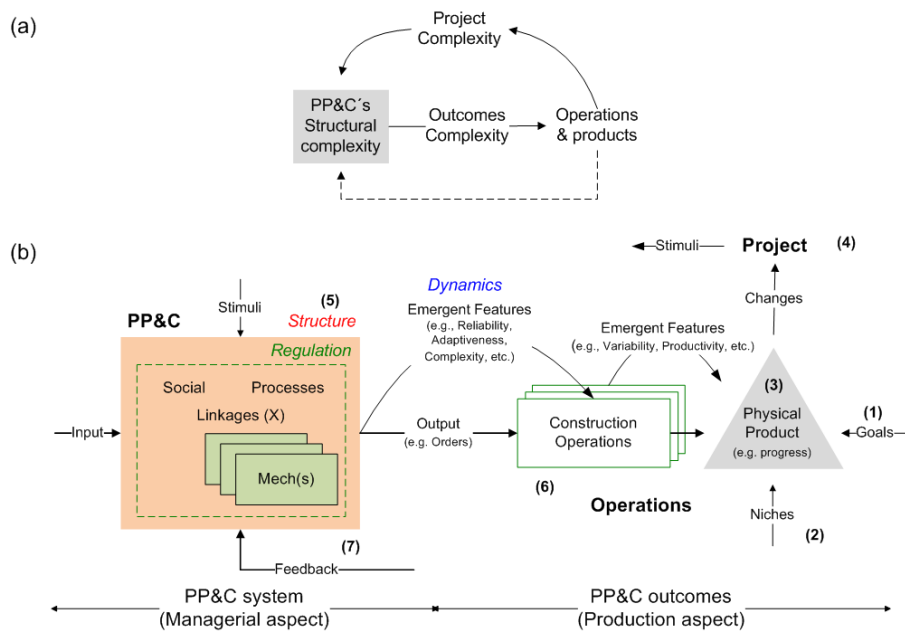 (a)
Project
Complexity
PP&C´s
Structural
complexity
Outcomes
Complexity
Operations
& products
(b)
Stimuli
Project
(4)
Dynamics
Changes
Stimuli
(5)
PP&C
Structure
Emergent Features
(e.g., Reliability,
Adaptiveness,
Complexity, etc.)
Emergent Features
(e.g., Variability, Productivity, etc.)
Regulation
Social
Processes
Linkages (X)
Mech(s)
Input
Output
(e.g. Orders)
Construction
Operations
(3)
Physical
Product
(e.g. progress)
(1)
Goals
(6)
Operations
Niches
(2)
(7)
Feedback
PP&C system
(Managerial aspect)
PP&C outcomes
(Production aspect)